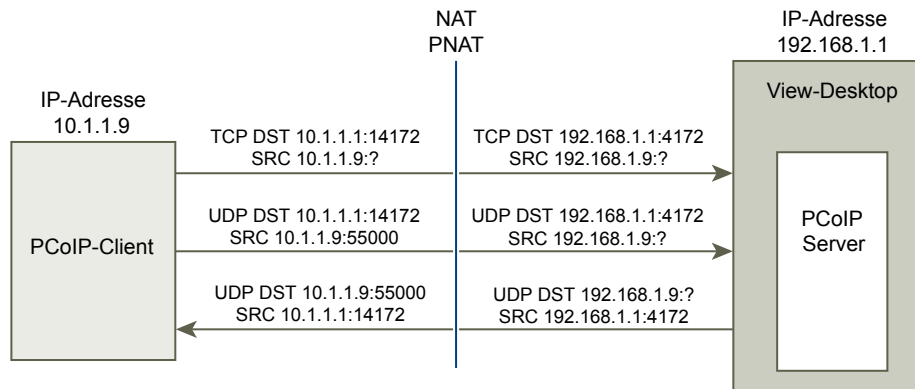 NAT
PNAT
IP-Adresse
192.168.1.1
View-Desktop
IP-Adresse
10.1.1.9
TCP DST 10.1.1.1:14172
SRC 10.1.1.9:?
TCP DST 192.168.1.1:4172
SRC 192.168.1.9:?
PCoIP-Client
UDP DST 10.1.1.1:14172
SRC 10.1.1.9:55000
UDP DST 192.168.1.1:4172
SRC 192.168.1.9:?
PCoIP
Server
UDP DST 10.1.1.9:55000
SRC 10.1.1.1:14172
UDP DST 192.168.1.9:?
SRC 192.168.1.1:4172